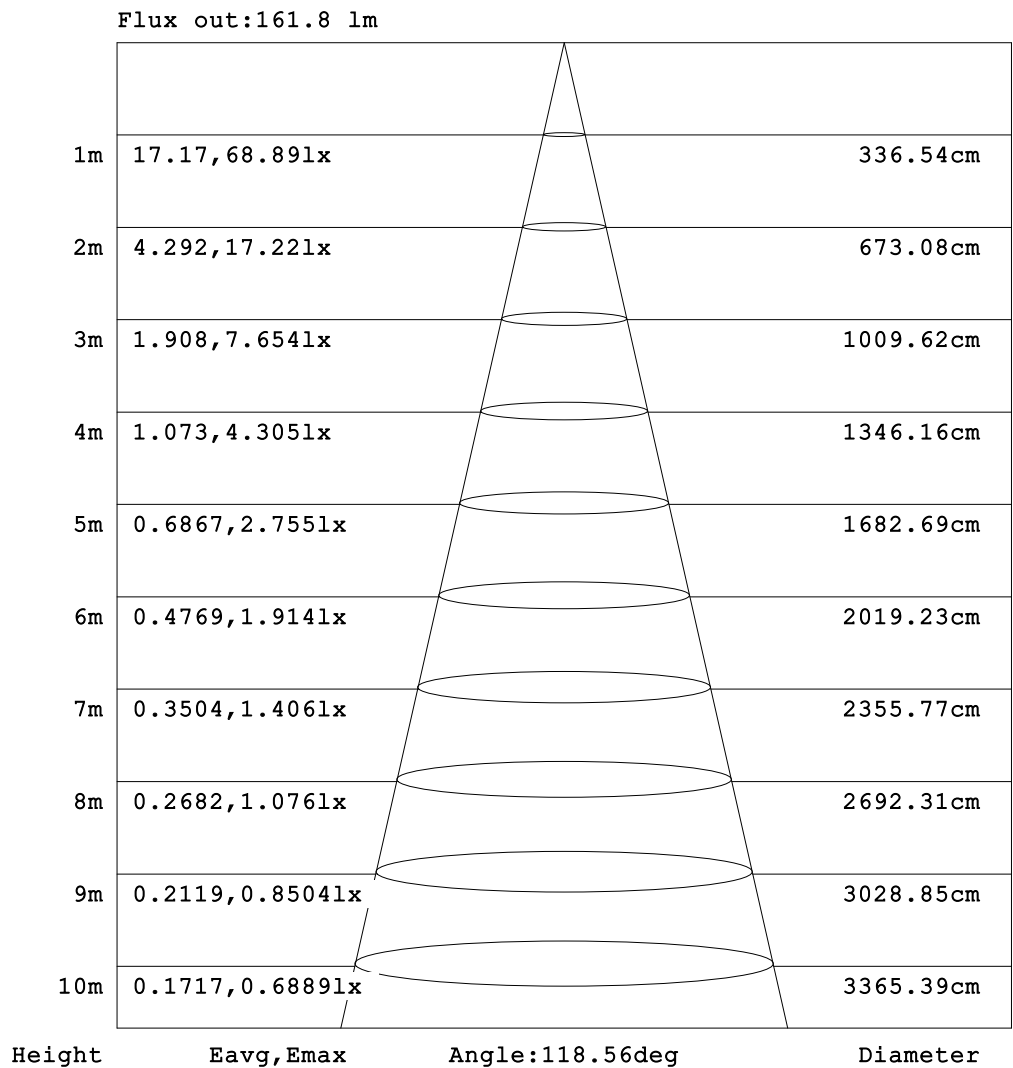 Flux out:161.8 lm
1m 17.17,68.89lx 336.54cm
2m 4.292,17.22lx 673.08cm
3m 1.908,7.654lx 1009.62cm
4m 1.073,4.305lx 1346.16cm
5m 0.6867,2.755lx 1682.69cm
6m 0.4769,1.914lx 2019.23cm
7m 0.3504,1.406lx 2355.77cm
8m 0.2682,1.076lx 2692.31cm
9m 0.2119,0.8504lx 3028.85cm
10m 0.1717,0.6889lx 3365.39cm
Height Eavg,Emax Angle:118.56deg Diameter